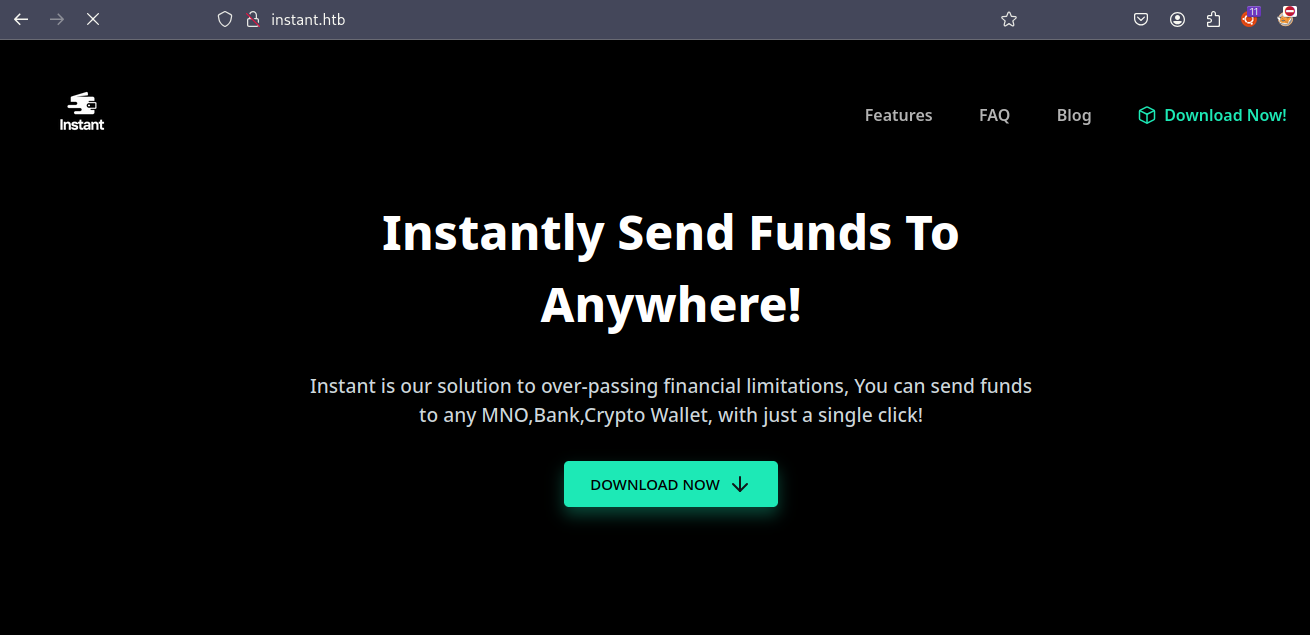 instant.htb
11
Instant
Features
FAQ
Blog
Download Now!
Instantly Send Funds To
Anywhere!
Instant is our solution to over-passing financial limitations, You can send funds
to any MNO,Bank,Crypto Wallet, with just a single click!
DOWNLOAD NOW